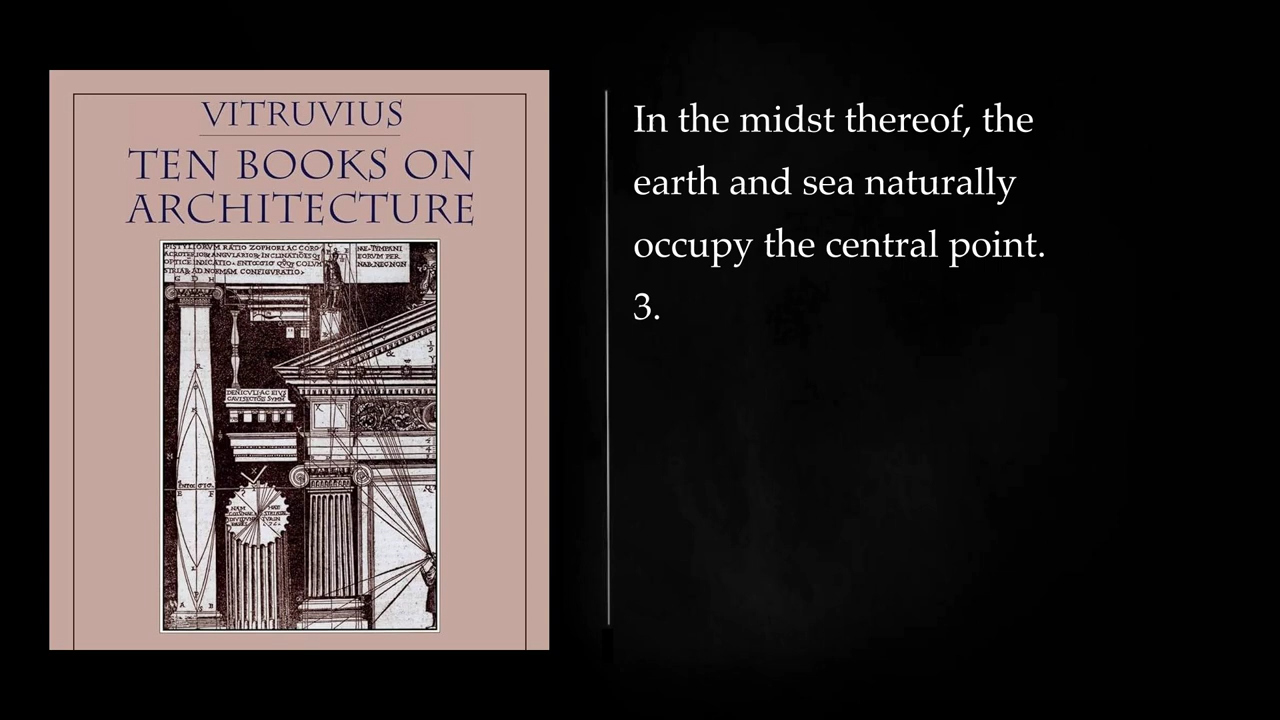 VITRUVIUS
TEN BOOKS ON
ARCHITECTURE
In the midst thereof, the
earth and sea naturally
occupy the central point.
3.